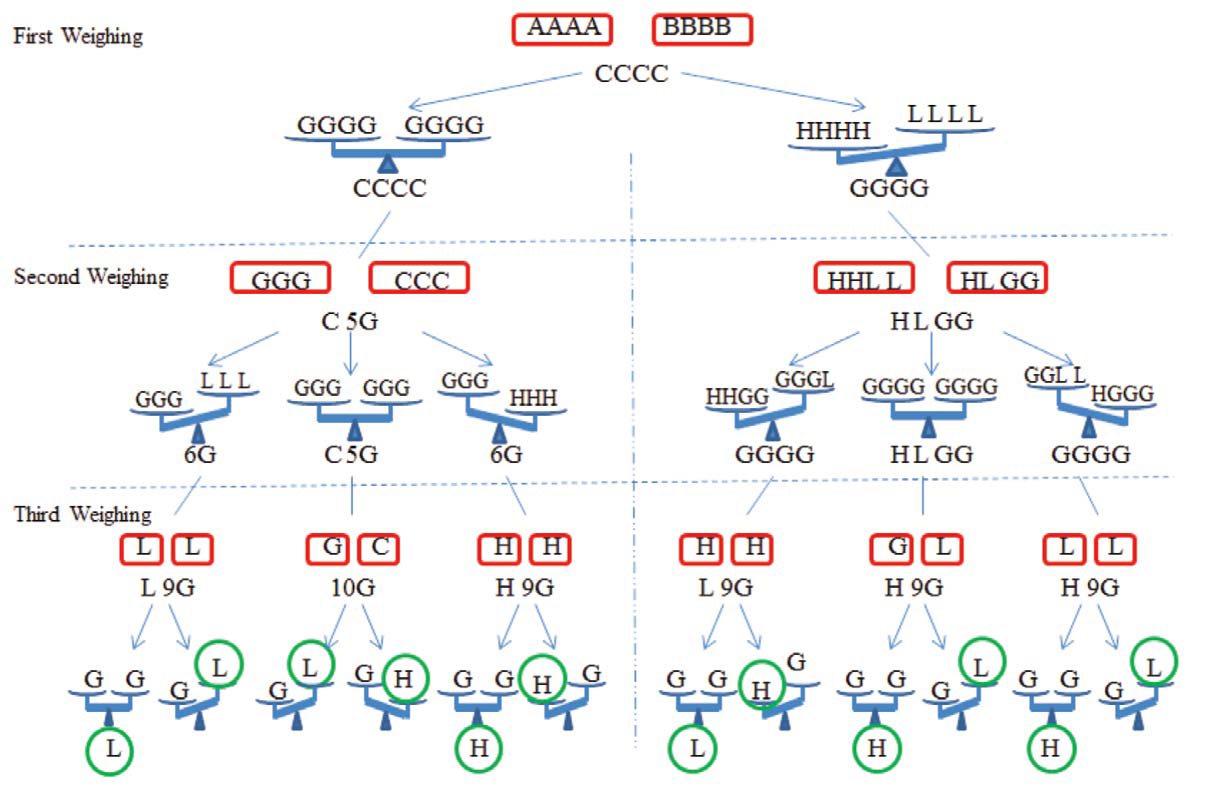 First Weighing
AAAA BBBB
CCCC
GGGG GGGG
CCCC
HHHH LLLL
GGGG
Second Weighing
GGG CCC
C 5G
GGG LLL
6G
GGG GGG
C 5G
GGG HHH
6G
HHLL HLGG
HLGG
HHGG GGGL
GGGG
GGGG GGGG
HLGG
GGLL HGGG
GGGG
Third Weighing
L L
L 9G
G C
10G
H H
H 9G
H H
L 9G
G L
H 9G
L L
H 9G
G G
L
G L
G L
G H
G G
H
H G
G G
L
H G
G G
H
G L
G G
H
G L